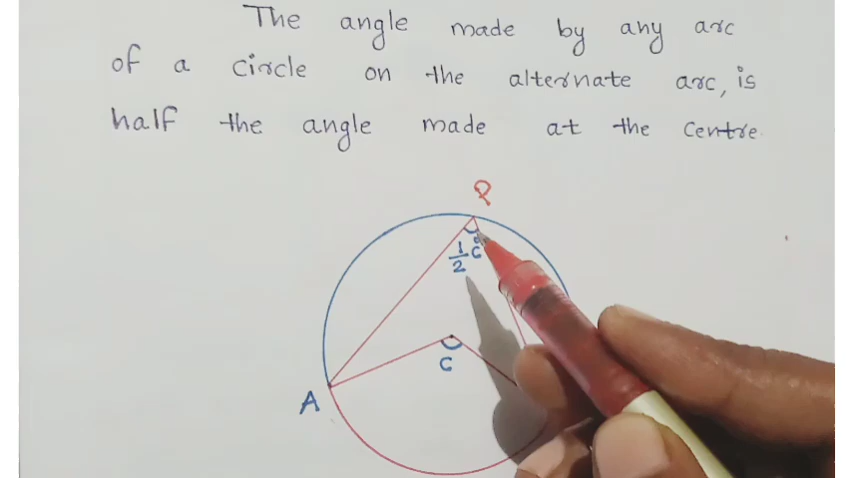 The angle made by any arc
of a circle on the alternate arc, is
half the angle made at the centre.
P
1/2 c°
c
A